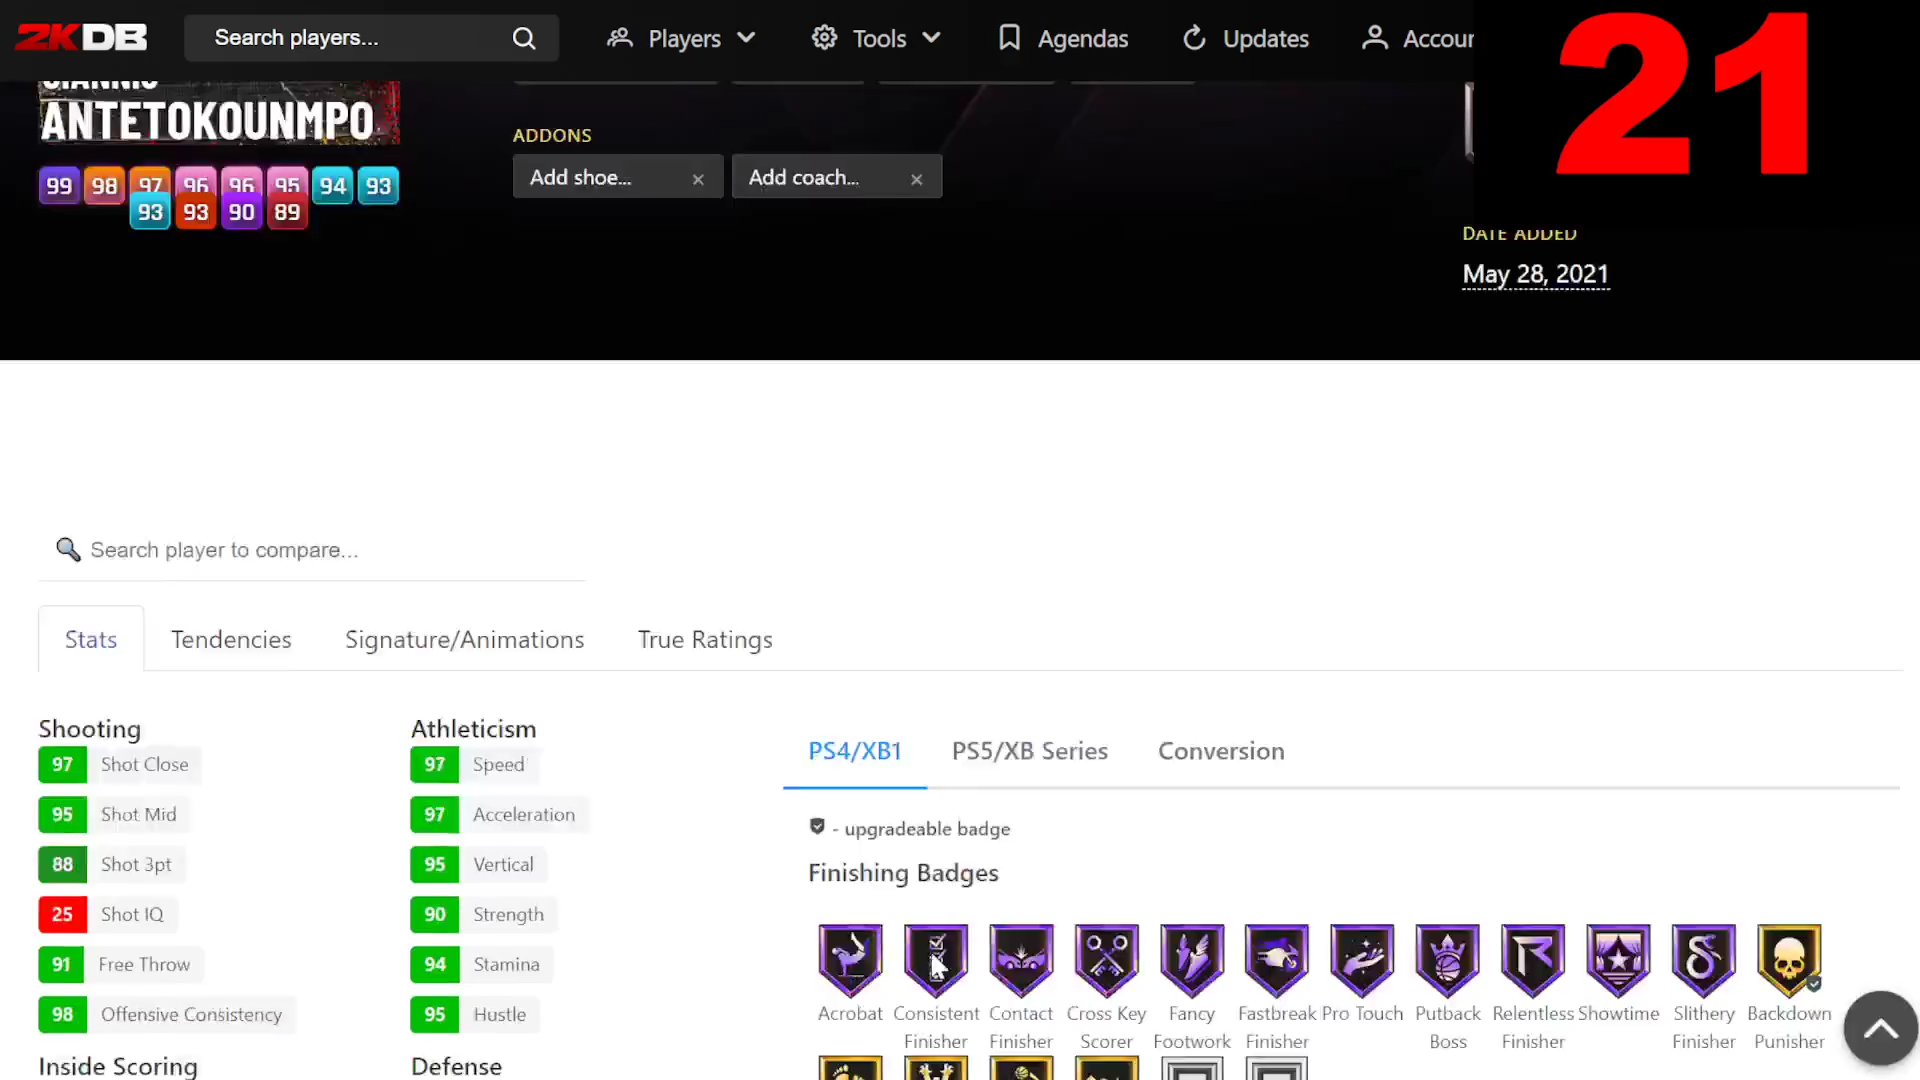 2KDB
Search players...
Players
Tools
Agendas
Updates
Accoun
21
GIANNIS
ANTETOKOUNMPO
99 98 97 96 96 95 94 93
93 93 90 89
ADDONS
Add shoe... ×
Add coach... ×
DATE ADDED
May 28, 2021
Search player to compare...
Stats
Tendencies
Signature/Animations
True Ratings
Shooting
97 Shot Close
95 Shot Mid
88 Shot 3pt
25 Shot IQ
91 Free Throw
98 Offensive Consistency
Inside Scoring
Athleticism
97 Speed
97 Acceleration
95 Vertical
90 Strength
94 Stamina
95 Hustle
Defense
PS4/XB1
PS5/XB Series
Conversion
- upgradeable badge
Finishing Badges
Acrobat
Consistent
Finisher
Contact
Finisher
Cross Key
Scorer
Fancy
Footwork
Fastbreak
Finisher
Pro Touch
Putback
Boss
Relentless
Finisher
Showtime
Slithery
Finisher
Backdown
Punisher